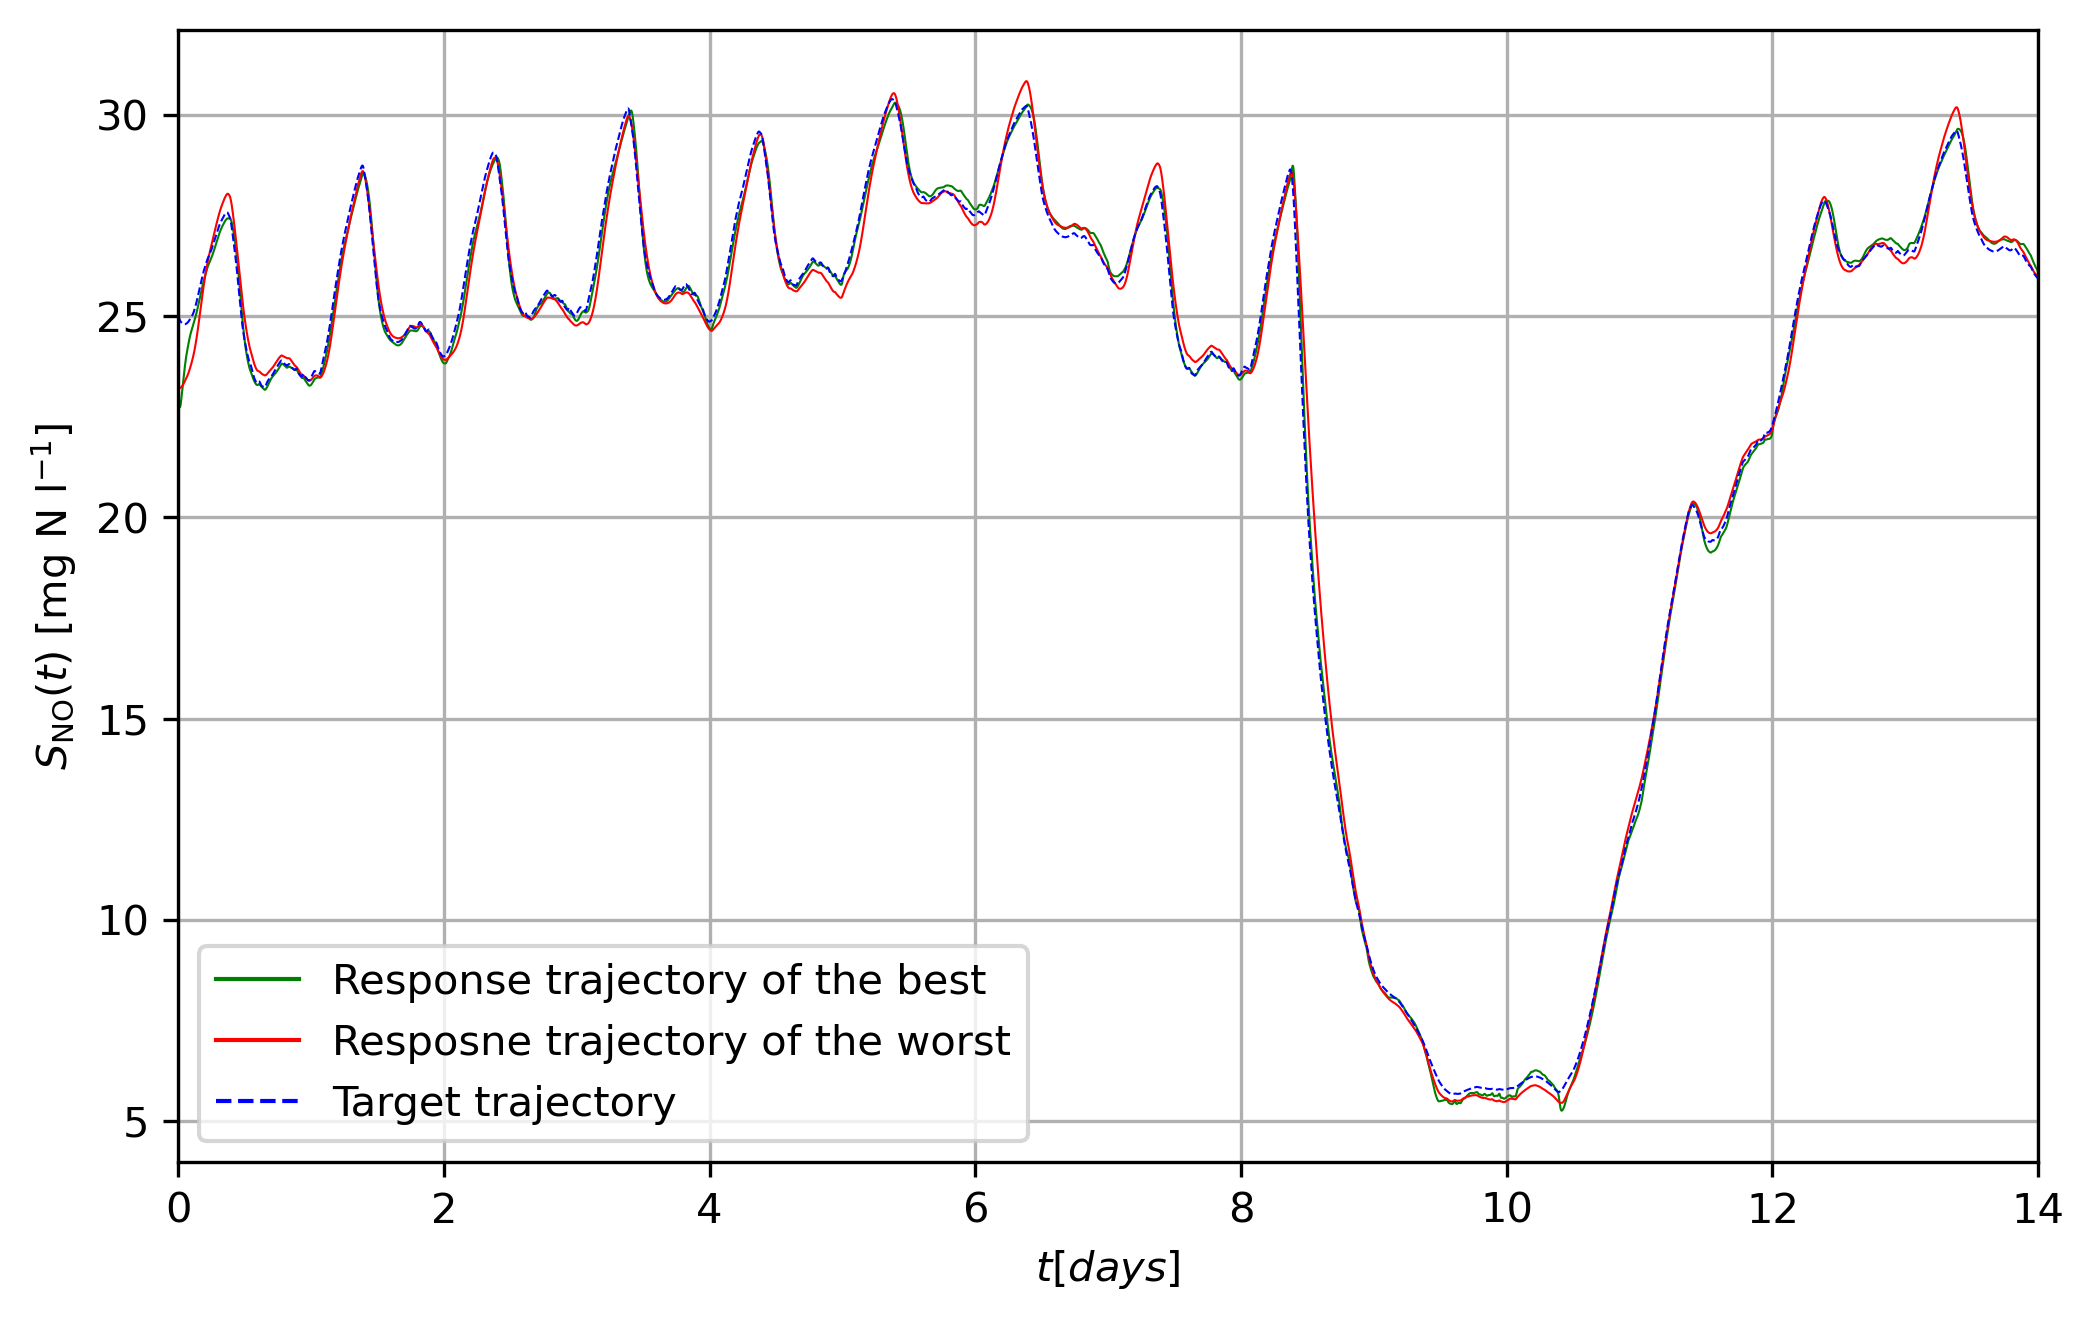 30
25
20
15
10
5
S_NO(t) [mg N l⁻¹]
Response trajectory of the best
Resposne trajectory of the worst
Target trajectory
0 2 4 6 8 10 12 14
t[days]